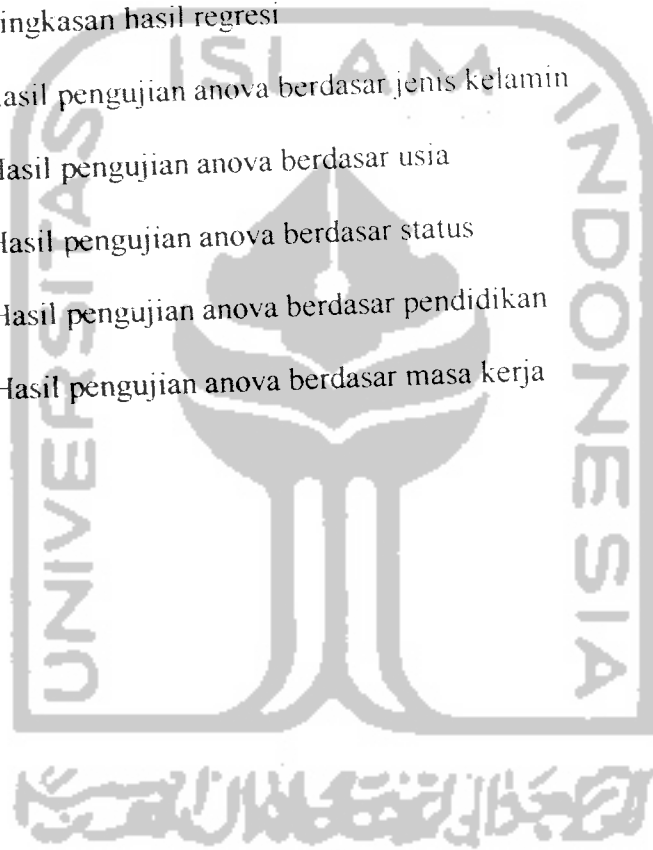 ingkasan hasil regresi
asil pengujian anova berdasar jenis kelamin
Hasil pengujian anova berdasar usia
Hasil pengujian anova berdasar status
Hasil pengujian anova berdasar pendidikan
Hasil pengujian anova berdasar masa kerja
UNIVERSITAS
ISLAM
INDONESIA